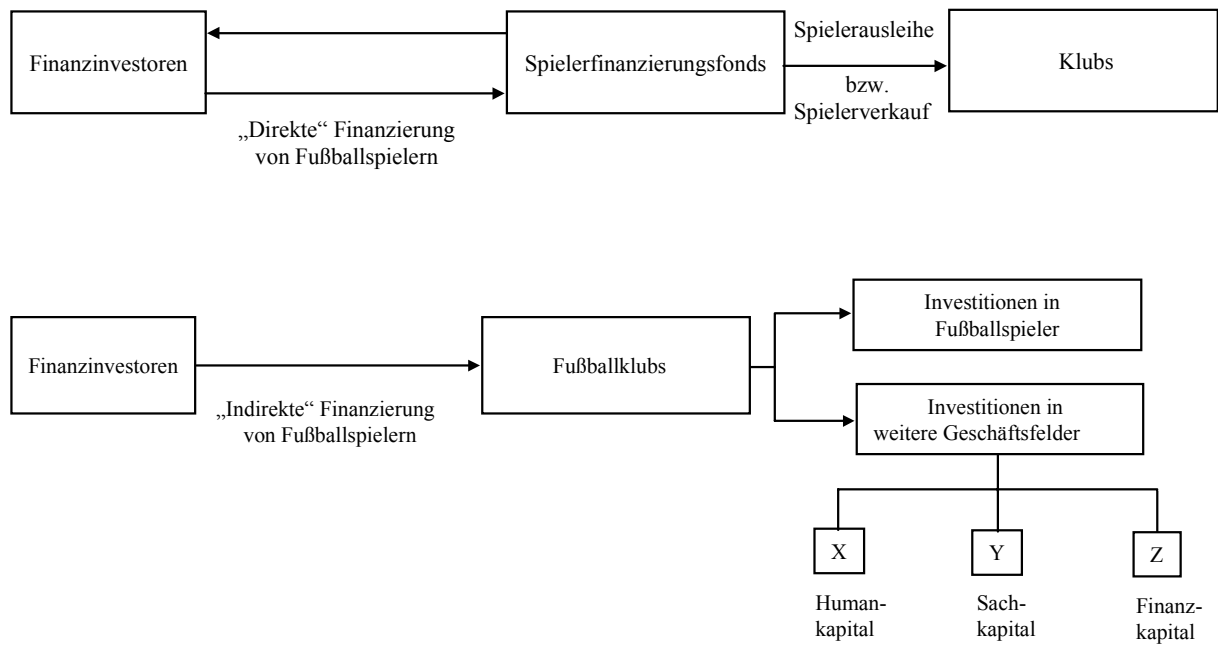 Finanzinvestoren
Spielerfinanzierungsfonds
Spielerausleihe
bzw.
Spielerverkauf
Klubs
„Direkte“ Finanzierung
von Fußballspielern
Finanzinvestoren
„Indirekte“ Finanzierung
von Fußballspielern
Fußballklubs
Investitionen in
Fußballspieler
Investitionen in
weitere Geschäftsfelder
X
Y
Z
Human-
kapital
Sach-
kapital
Finanz-
kapital